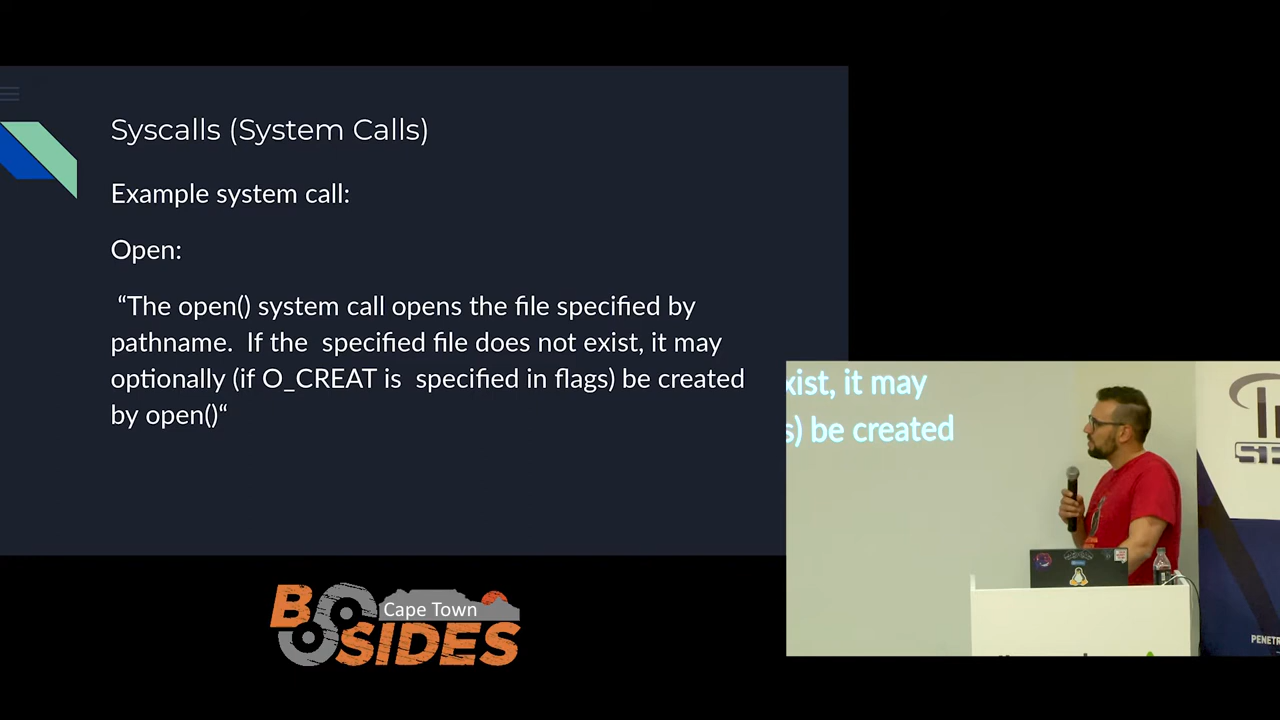 Syscalls (System Calls)
Example system call:
Open:
“The open() system call opens the file specified by
pathname.  If the  specified file does not exist, it may
optionally (if O_CREAT is  specified in flags) be created
by open()“
xist, it may
s) be created
PENETR
BSIDES
Cape Town